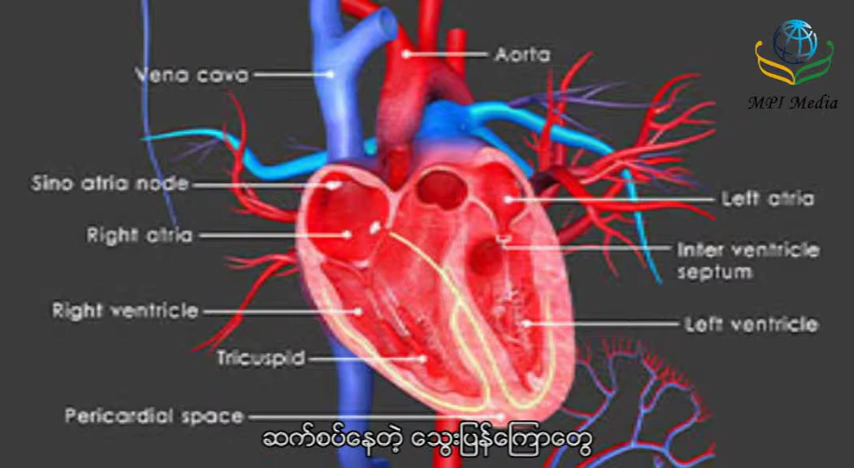 Vena cava
Aorta
MPI Media
Sino atria node
Left atria
Right atria
Inter ventricle
septum
Right ventricle
Left ventricle
Tricuspid
Pericardial space
ဆက်စပ်နေတဲ့ သွေးပြန်ကြောတွေ